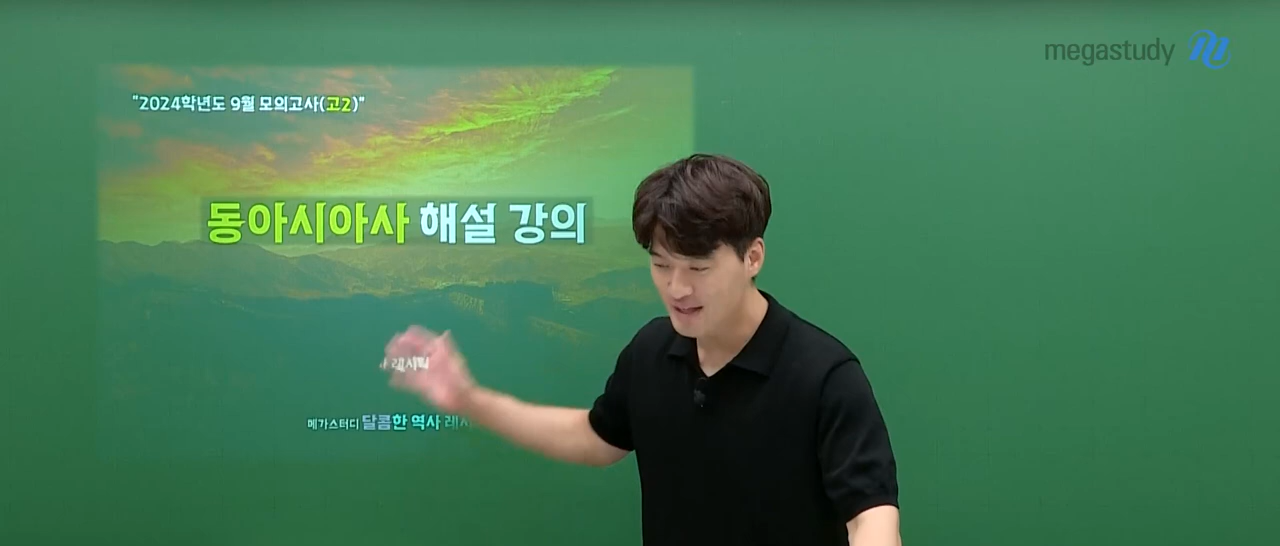 megastudy
"2024학년도 9월 모의고사(고2)"
동아시아사 해설 강의
메가스터디 달콤한 역사